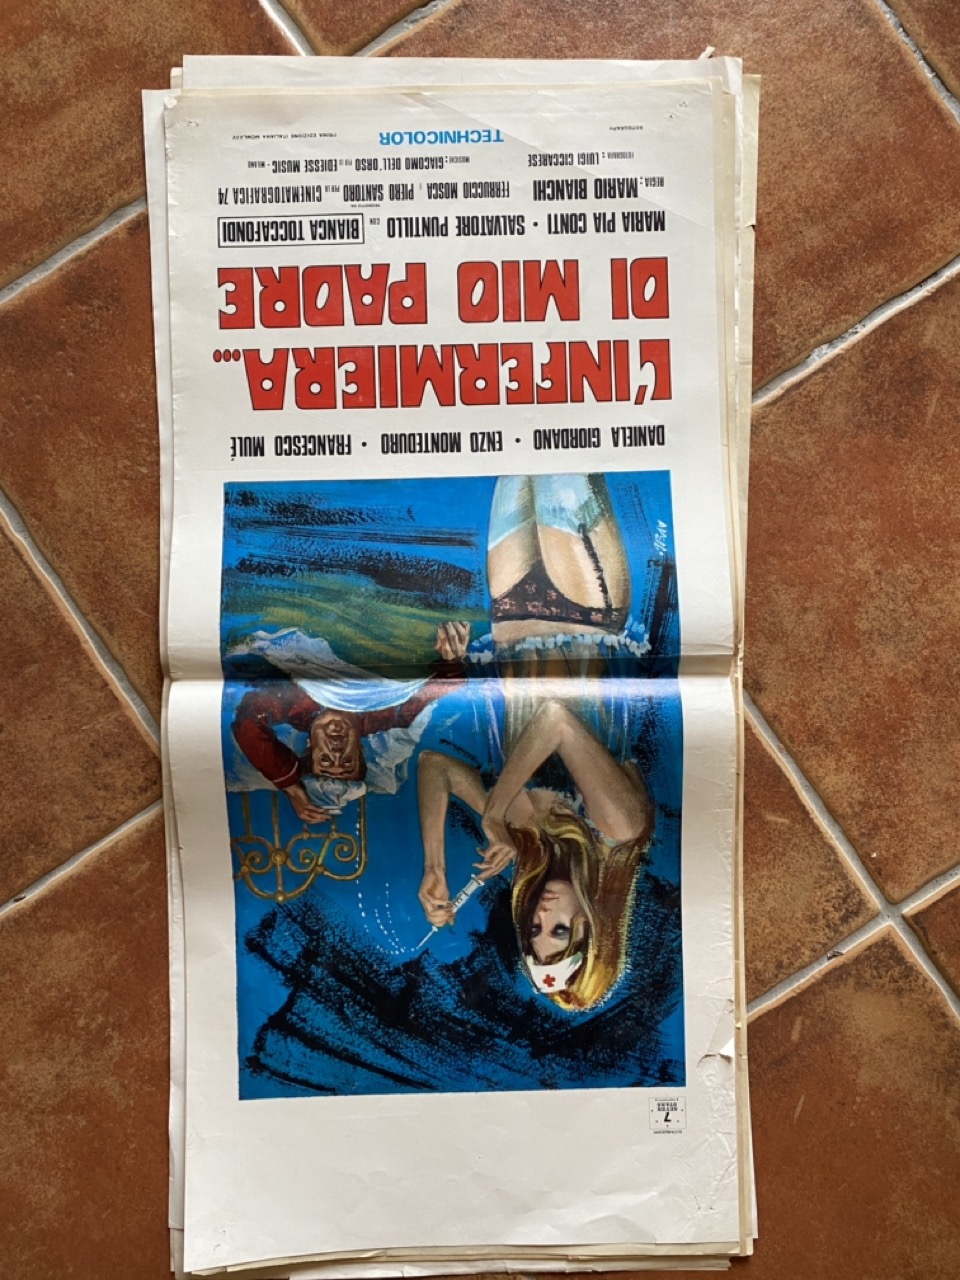 DISTRIBUZIONE
7
SEVEN
STARS
DANIELA GIORDANO • ENZO MONTEDURO • FRANCESCO MULÉ
L'INFERMIERA...
DI MIO PADRE
MARIA PIA CONTI • SALVATORE PUNTILLO CON BIANCA TOCCAFONDI
PRODOTTO DA
REGIA: MARIO BIANCHI FERRUCCIO MOSCA E PIERO SANTORO PER LA CINEMATOGRAFICA 74
FOTOGRAFIA: LUIGI CICCARESE MUSICHE: GIACOMO DELL'ORSO PER LE EDIESSE MUSIC - MILANO
TECHNICOLOR
ROTOGRAPH PRIMA EDIZIONE ITALIANA MCMLXXV